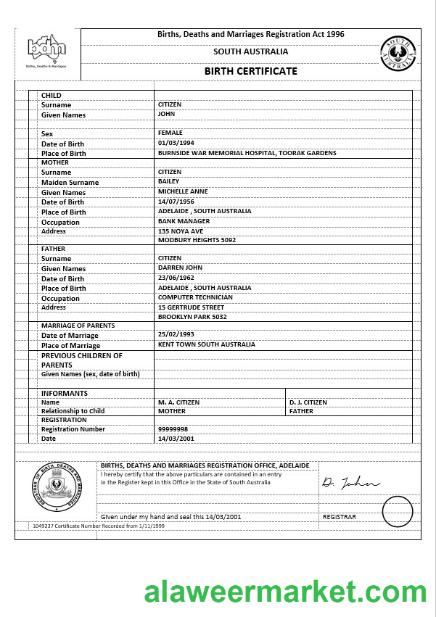 Births, Deaths and Marriages Registration Act 1996
bdm
Births, Deaths & Marriages
SOUTH AUSTRALIA
SOUTH AUSTRALIA
BIRTH CERTIFICATE
CHILD
Surname CITIZEN
Given Names JOHN
Sex FEMALE
Date of Birth 01/03/1994
Place of Birth BURNSIDE WAR MEMORIAL HOSPITAL, TOORAK GARDENS
MOTHER
Surname CITIZEN
Maiden Surname BAILEY
Given Names MICHELLE ANNE
Date of Birth 14/07/1956
Place of Birth ADELAIDE , SOUTH AUSTRALIA
Occupation BANK MANAGER
Address 135 NOYA AVE
MODBURY HEIGHTS 5092
FATHER
Surname CITIZEN
Given Names DARREN JOHN
Date of Birth 23/06/1962
Place of Birth ADELAIDE , SOUTH AUSTRALIA
Occupation COMPUTER TECHNICIAN
Address 15 GERTRUDE STREET
BROOKLYN PARK 5032
MARRIAGE OF PARENTS
Date of Marriage 25/02/1993
Place of Marriage KENT TOWN SOUTH AUSTRALIA
PREVIOUS CHILDREN OF
PARENTS
Given Names (sex, date of birth)
INFORMANTS
Name M. A. CITIZEN D. J. CITIZEN
Relationship to Child MOTHER FATHER
REGISTRATION
Registration Number 99999998
Date 14/03/2001
BIRTHS, DEATHS AND MARRIAGES REGISTRATION OFFICE, ADELAIDE
I hereby certify that the above particulars are contained in an entry
in the Register kept in this Office in the State of South Australia
D. John
Given under my hand and seal this 14/03/2001 REGISTRAR
1049237 Certificate Number Recorded from 1/11/1999
alaweermarket.com